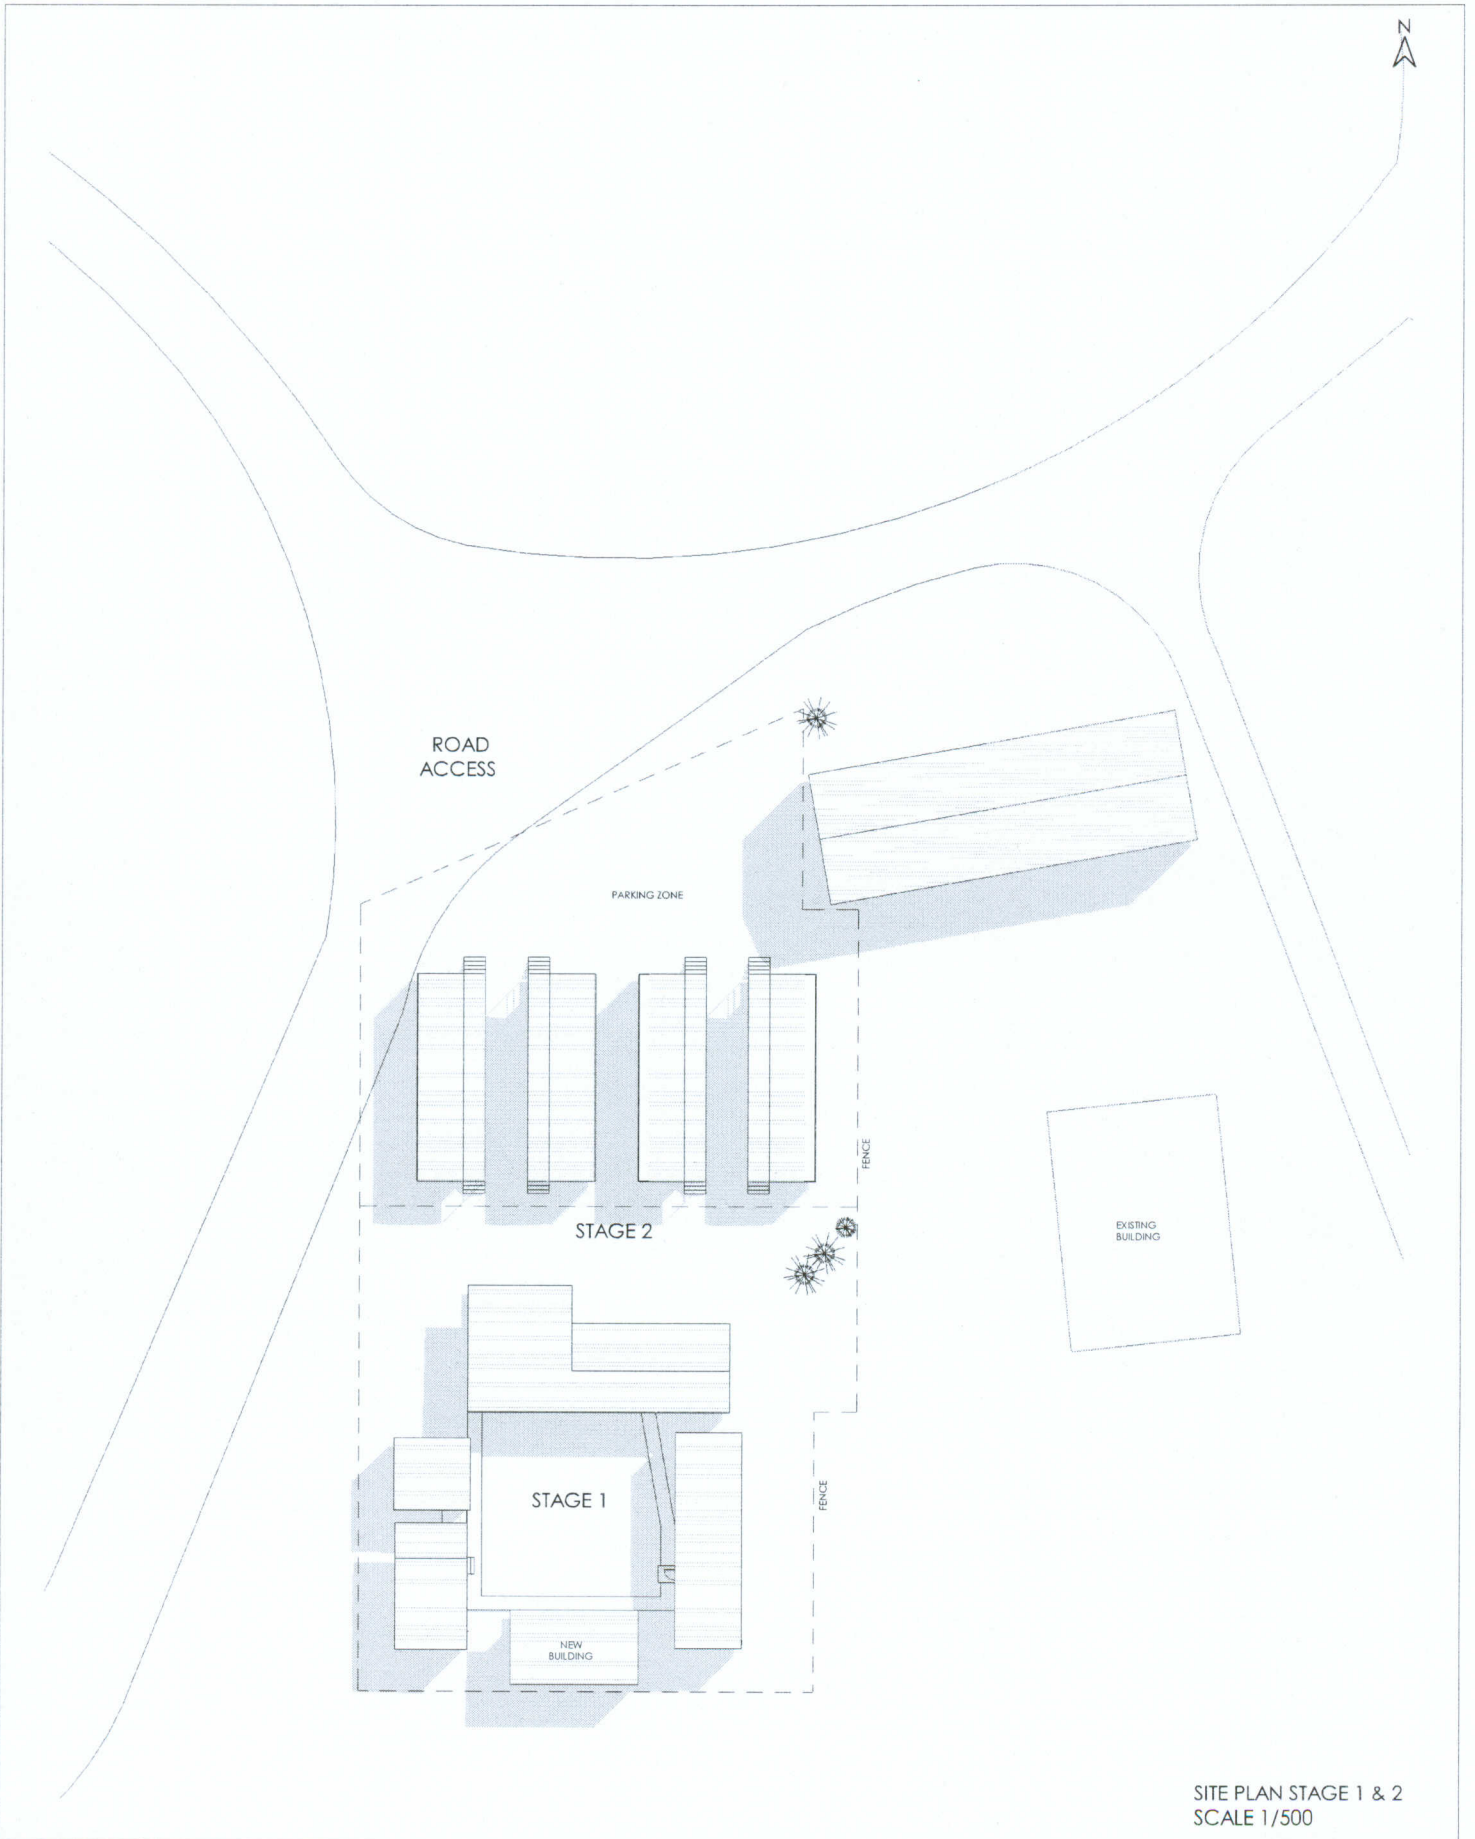 N
ROAD
ACCESS
PARKING ZONE
FENCE
STAGE 2
EXISTING
BUILDING
STAGE 1
FENCE
NEW
BUILDING
SITE PLAN STAGE 1 & 2
SCALE 1/500